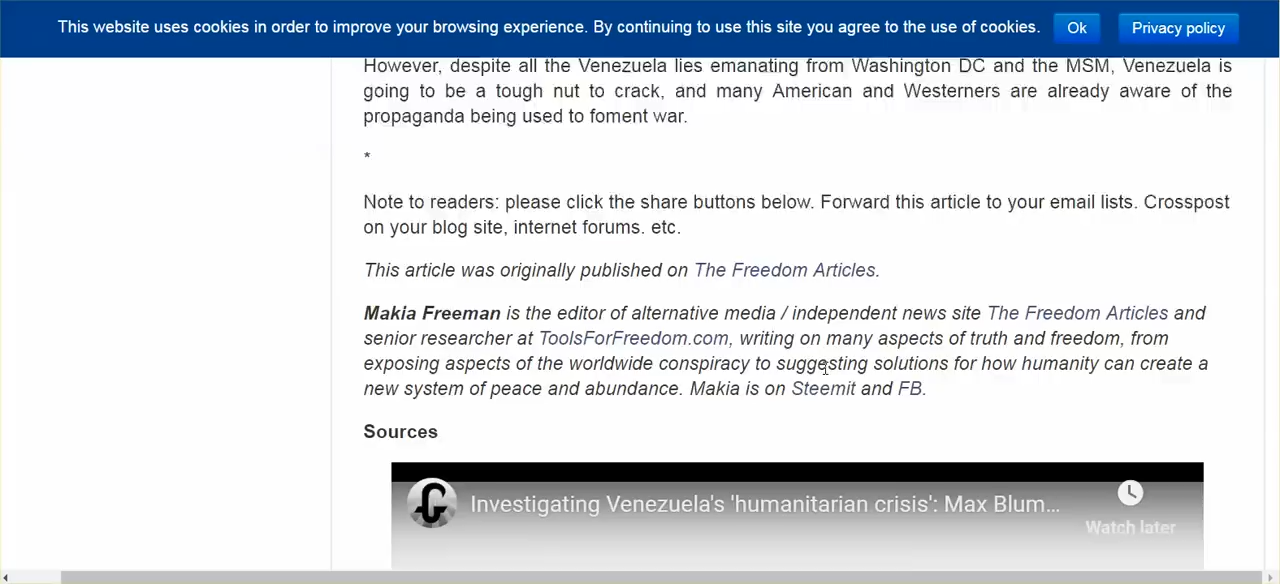 This website uses cookies in order to improve your browsing experience. By continuing to use this site you agree to the use of cookies. Ok Privacy policy
However, despite all the Venezuela lies emanating from Washington DC and the MSM, Venezuela is
going to be a tough nut to crack, and many American and Westerners are already aware of the
propaganda being used to foment war.
*
Note to readers: please click the share buttons below. Forward this article to your email lists. Crosspost
on your blog site, internet forums. etc.
This article was originally published on The Freedom Articles.
Makia Freeman is the editor of alternative media / independent news site The Freedom Articles and
senior researcher at ToolsForFreedom.com, writing on many aspects of truth and freedom, from
exposing aspects of the worldwide conspiracy to suggesting solutions for how humanity can create a
new system of peace and abundance. Makia is on Steemit and FB.
Sources
Investigating Venezuela's 'humanitarian crisis': Max Blum...
Watch later